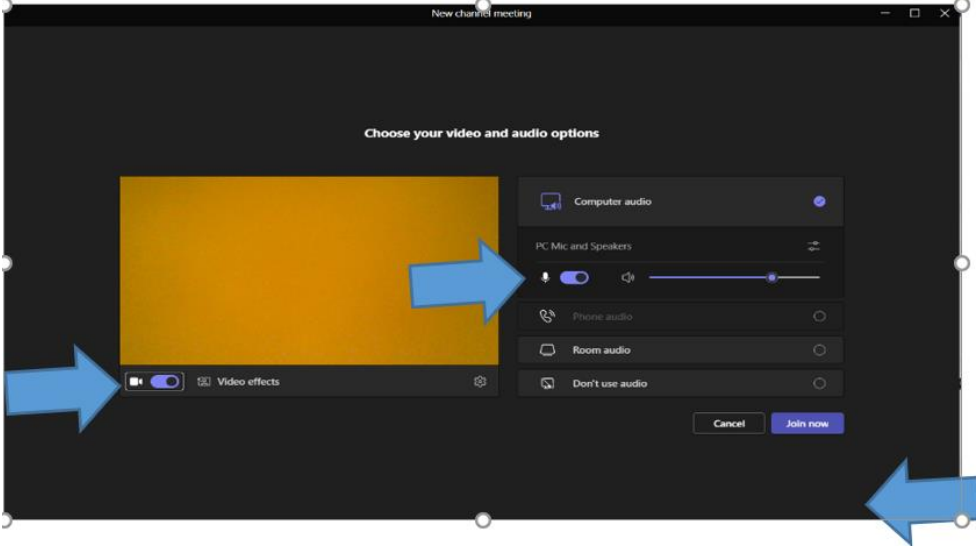 New channel meeting
Choose your video and audio options
Computer audio
PC Mic and Speakers
Phone audio
Room audio
Video effects
Don't use audio
Cancel
Join now